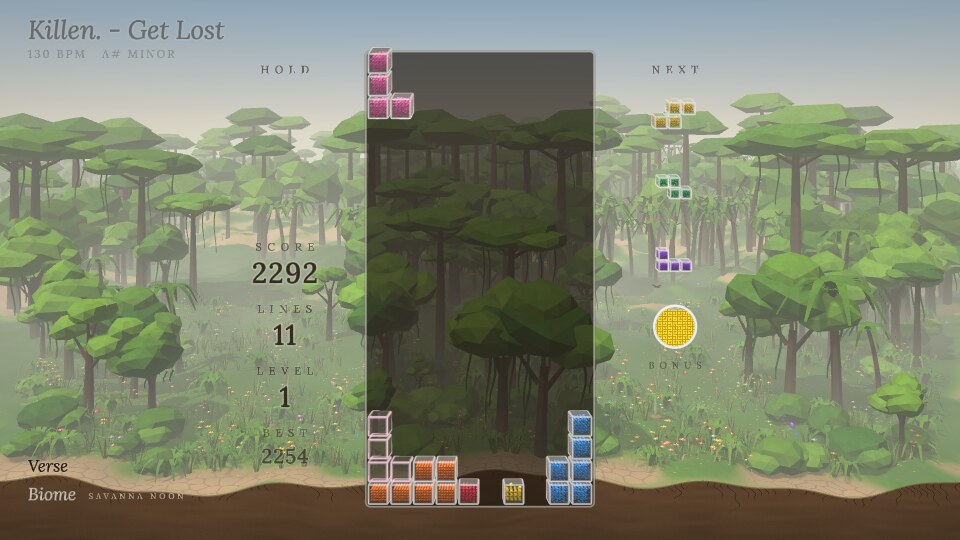 Killen. - Get Lost
130 BPM A# MINOR
HOLD
NEXT
SCORE
2292
LINES
11
LEVEL
1
BEST
2254
BONUS
Verse
Biome SAVANNA NOON